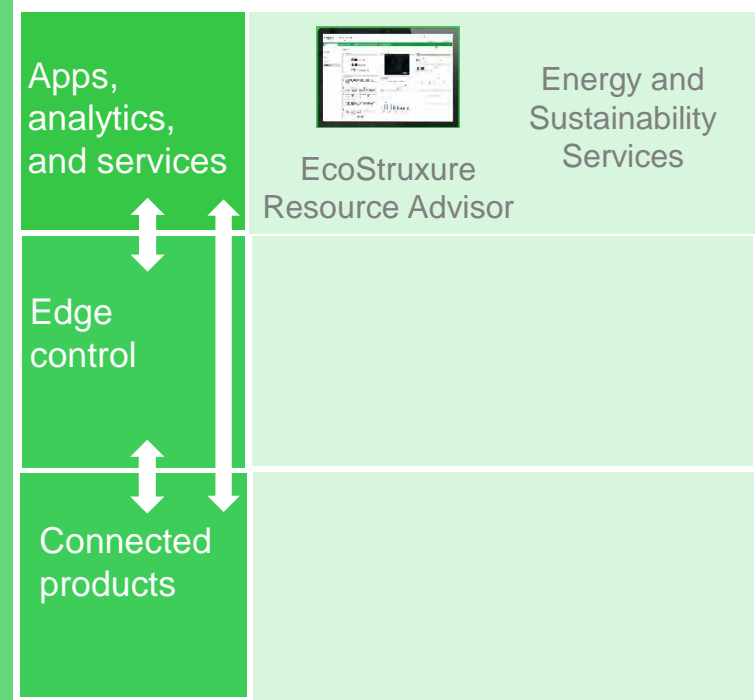 Apps,
analytics,
and services
EcoStruxure
Resource Advisor
Energy and
Sustainability
Services
Edge
control
Connected
products